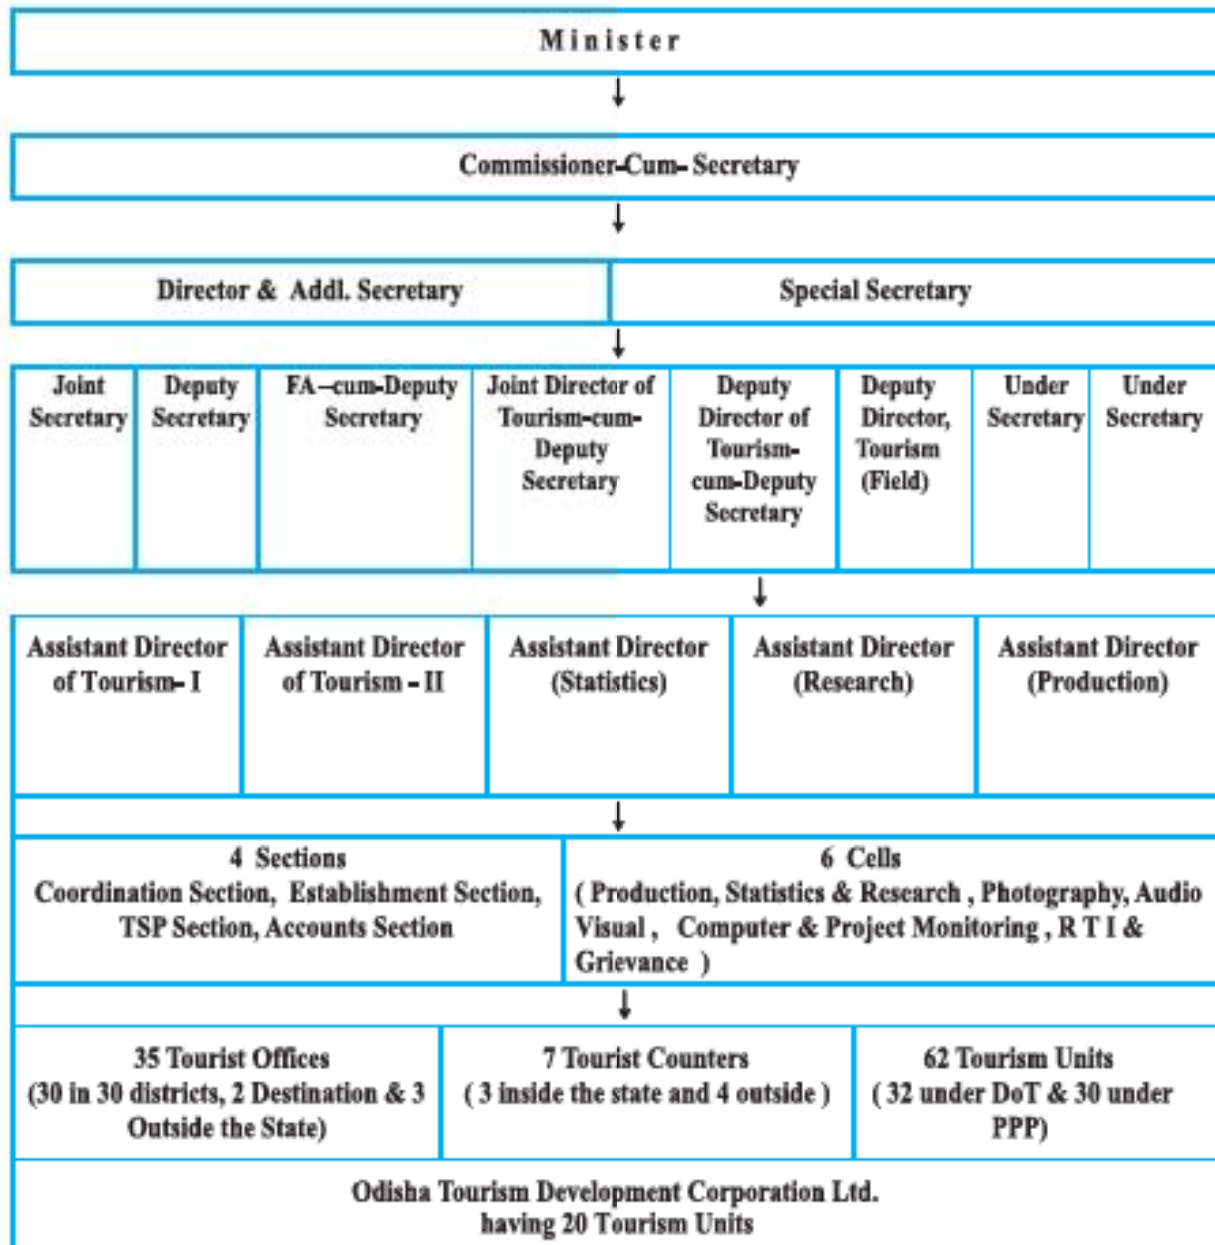 Minister
Commissioner-Cum- Secretary
Director & Addl. Secretary
Special Secretary
Joint
Secretary
Deputy
Secretary
FA–cum-Deputy
Secretary
Joint Director of
Tourism-cum-
Deputy
Secretary
Deputy
Director of
Tourism-
cum-Deputy
Secretary
Deputy
Director,
Tourism
(Field)
Under
Secretary
Under
Secretary
Assistant Director
of Tourism- I
Assistant Director
of Tourism - II
Assistant Director
(Statistics)
Assistant Director
(Research)
Assistant Director
(Production)
4 Sections
Coordination Section, Establishment Section,
TSP Section, Accounts Section
6 Cells
( Production, Statistics & Research , Photography, Audio
Visual , Computer & Project Monitoring , R T I &
Grievance )
35 Tourist Offices
(30 in 30 districts, 2 Destination & 3
Outside the State)
7 Tourist Counters
( 3 inside the state and 4 outside )
62 Tourism Units
( 32 under DoT & 30 under
PPP)
Odisha Tourism Development Corporation Ltd.
having 20 Tourism Units